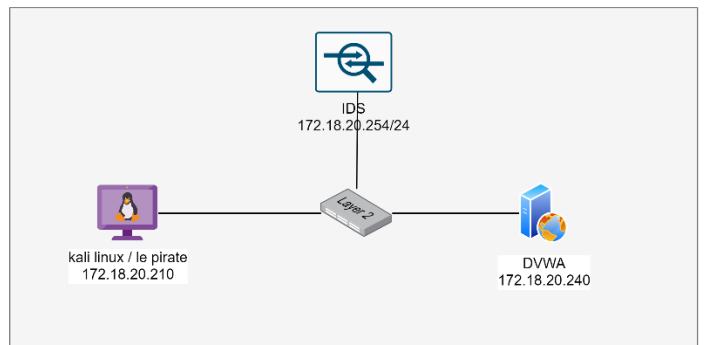 IDS
172.18.20.254/24
Layer 2
kali linux / le pirate
172.18.20.210
DVWA
172.18.20.240